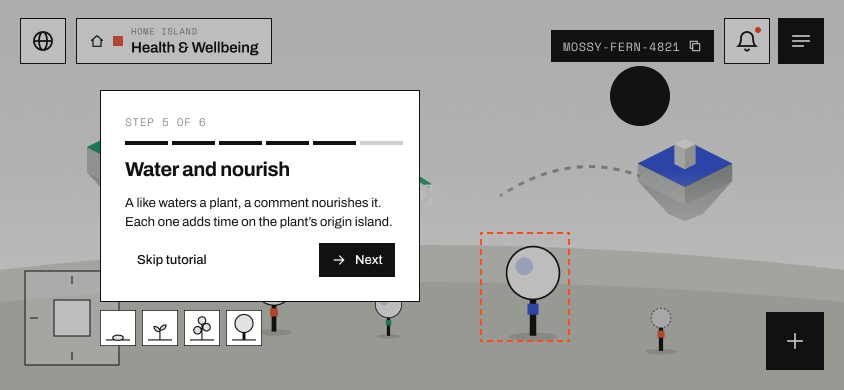 HOME ISLAND
Health & Wellbeing
MOSSY-FERN-4821
STEP 5 OF 6
Water and nourish
A like waters a plant, a comment nourishes it.
Each one adds time on the plant's origin island.
Skip tutorial
Next